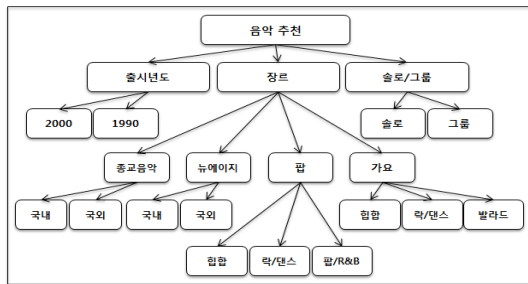 음악 추천
출시년도 장르 솔로/그룹
2000 1990 솔로 그룹
종교음악 뉴에이지 팝 가요
국내 국외 국내 국외 힙합 락/댄스 발라드
힙합 락/댄스 팝/R&B